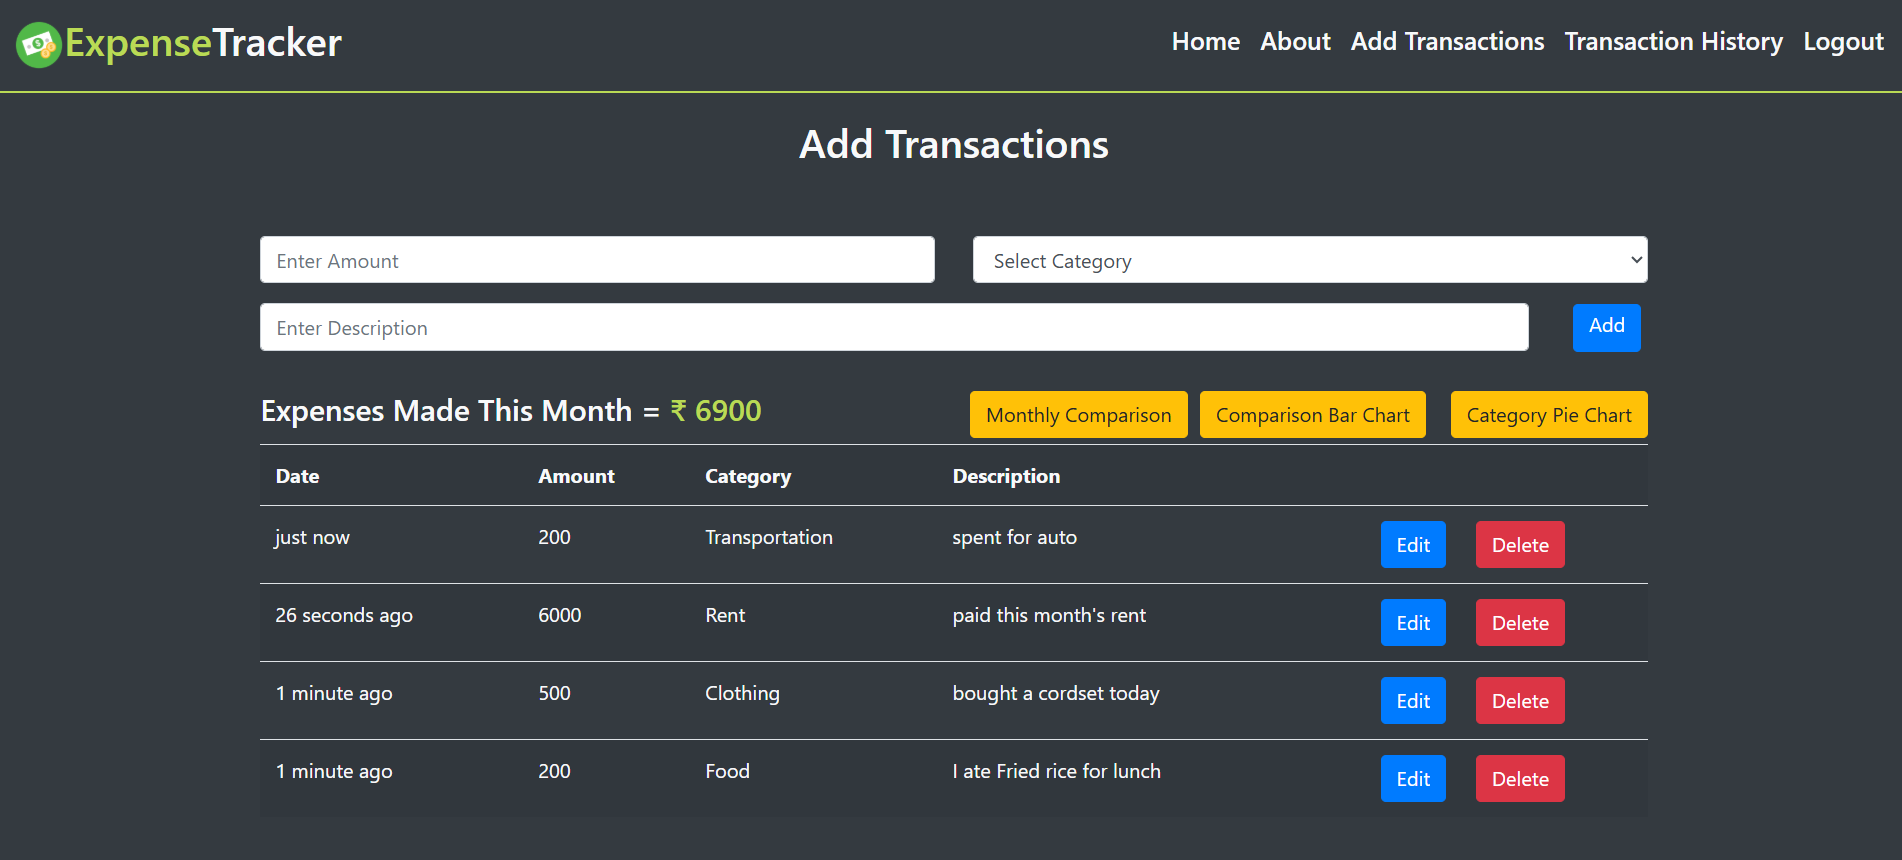 ExpenseTracker Home About Add Transactions Transaction History Logout
Add Transactions
Enter Amount Select Category
Enter Description Add
Expenses Made This Month = ₹ 6900 Monthly Comparison Comparison Bar Chart Category Pie Chart
Date Amount Category Description
just now 200 Transportation spent for auto Edit Delete
26 seconds ago 6000 Rent paid this month's rent Edit Delete
1 minute ago 500 Clothing bought a cordset today Edit Delete
1 minute ago 200 Food I ate Fried rice for lunch Edit Delete